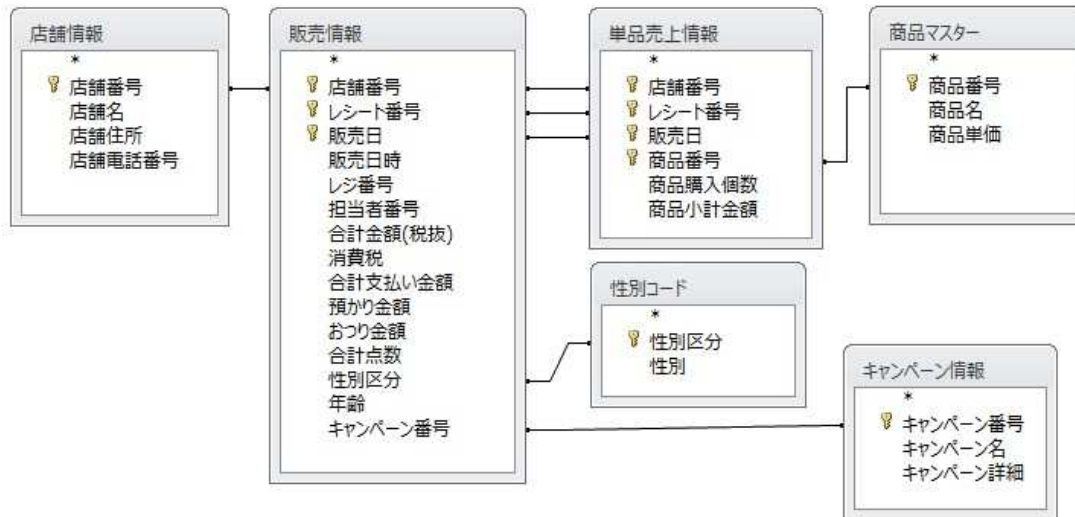 店舗情報
*
店舗番号
店舗名
店舗住所
店舗電話番号
販売情報
*
店舗番号
レシート番号
販売日
販売日時
レジ番号
担当者番号
合計金額(税抜)
消費税
合計支払い金額
預かり金額
おつり金額
合計点数
性別区分
年齢
キャンペーン番号
単品売上情報
*
店舗番号
レシート番号
販売日
商品番号
商品購入個数
商品小計金額
商品マスター
*
商品番号
商品名
商品単価
性別コード
*
性別区分
性別
キャンペーン情報
*
キャンペーン番号
キャンペーン名
キャンペーン詳細